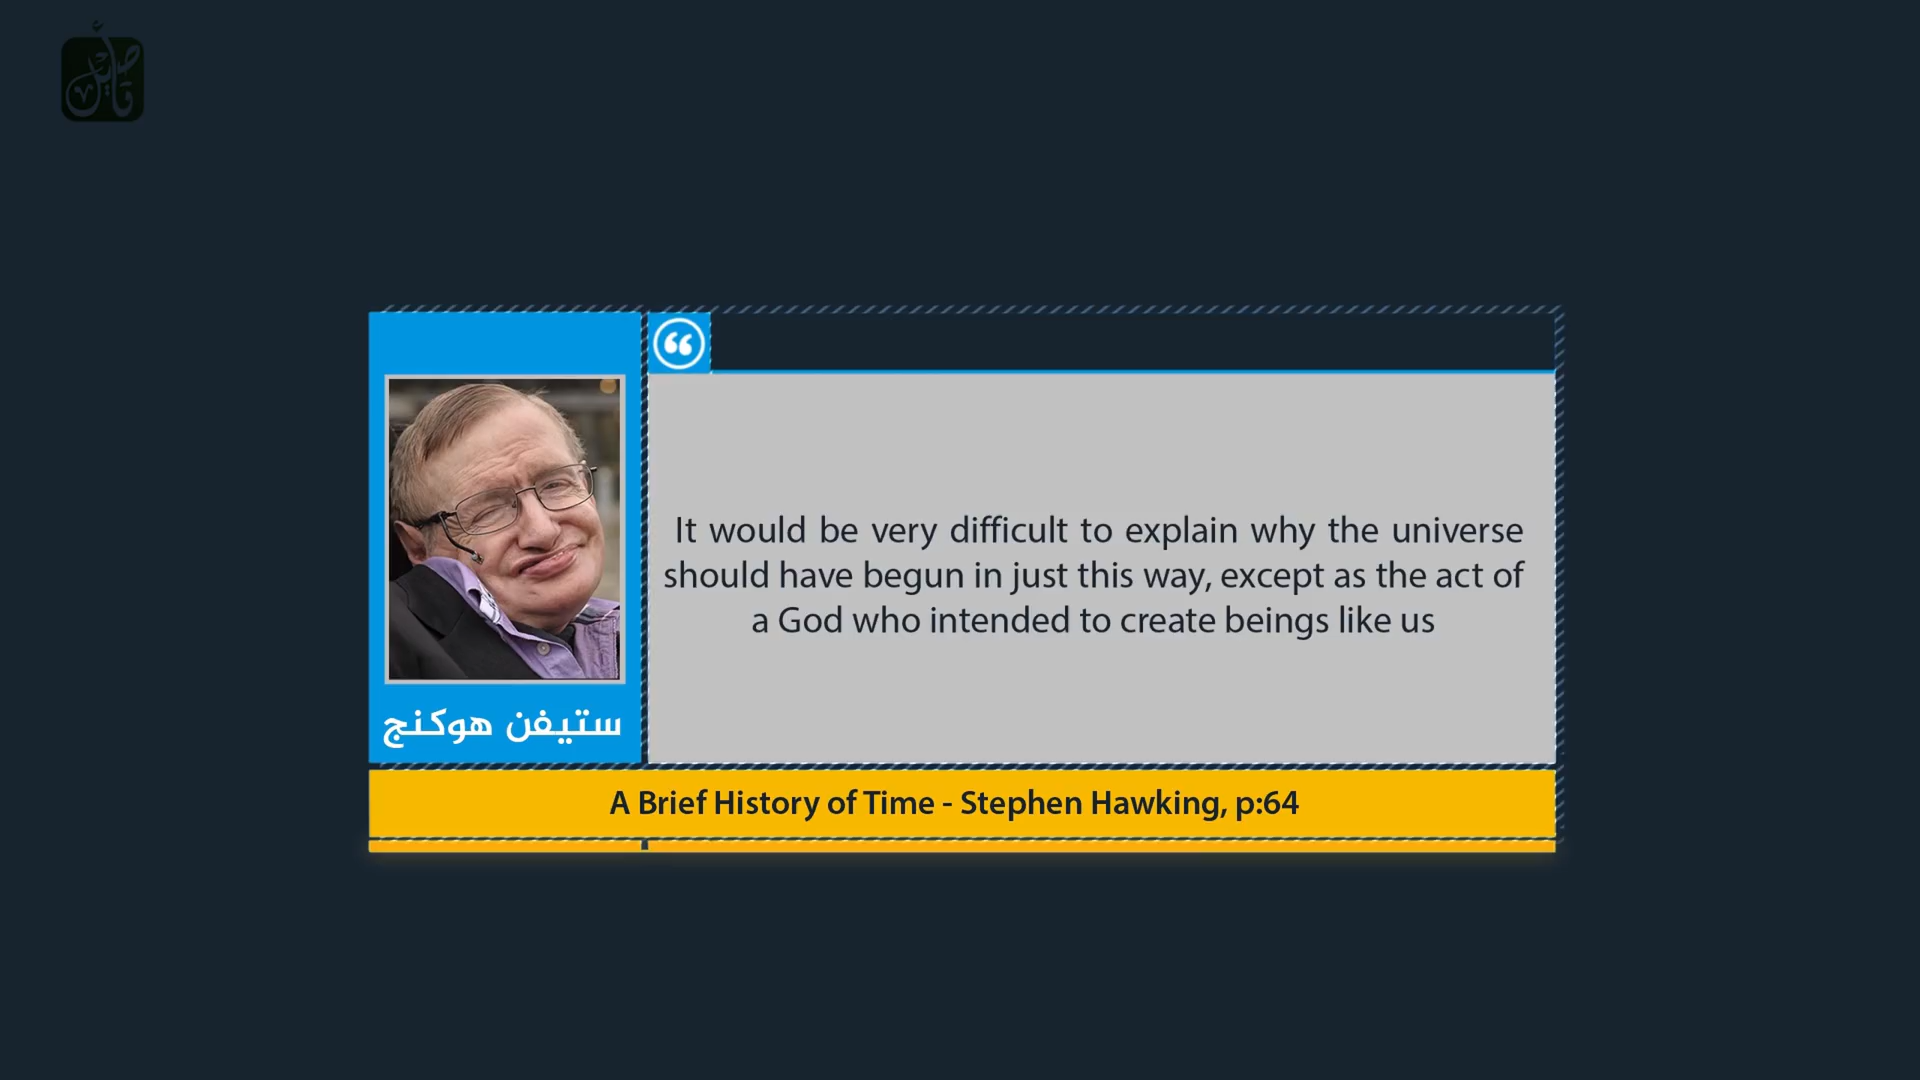 It would be very difficult to explain why the universe
should have begun in just this way, except as the act of
a God who intended to create beings like us
ستيفن هوكنج
A Brief History of Time - Stephen Hawking, p:64